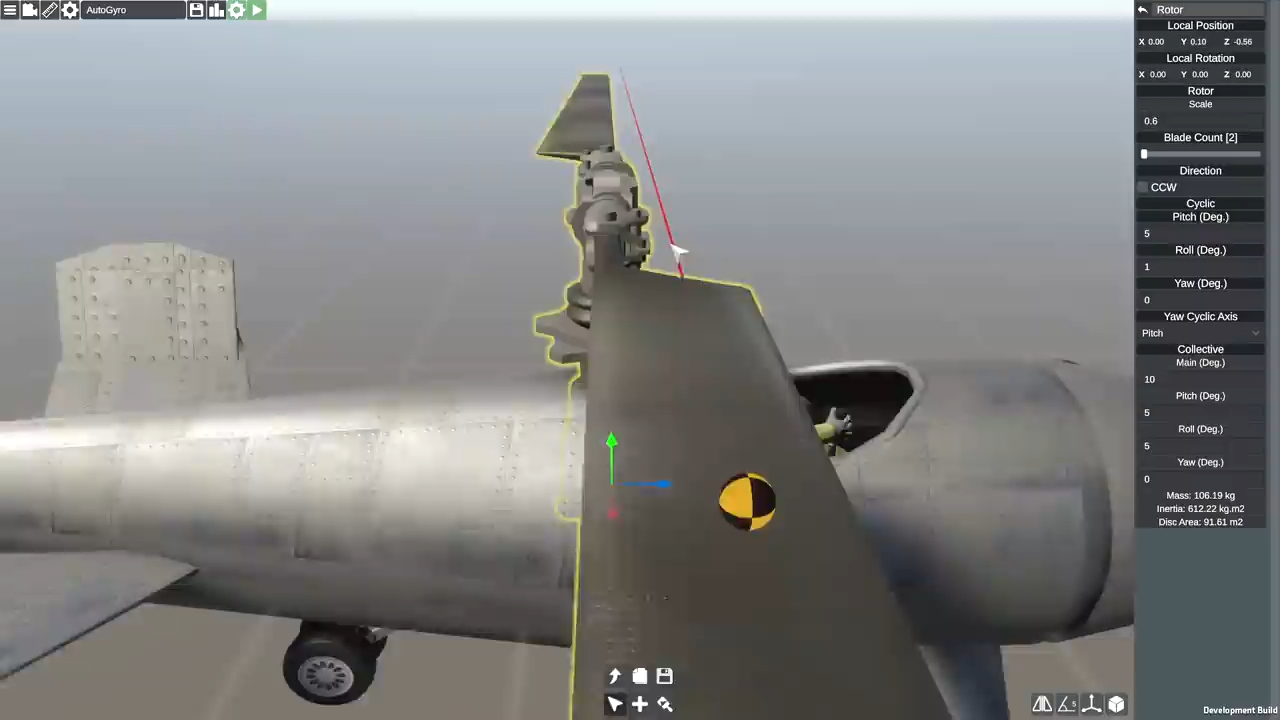 AutoGyro
Rotor
Local Position
X 0.00 Y 0.10 Z -0.56
Local Rotation
X 0.00 Y 0.00 Z 0.00
Rotor
Scale
0.6
Blade Count [2]
Direction
CCW
Cyclic
Pitch (Deg.)
5
Roll (Deg.)
1
Yaw (Deg.)
0
Yaw Cyclic Axis
Pitch
Collective
Main (Deg.)
10
Pitch (Deg.)
5
Roll (Deg.)
5
Yaw (Deg.)
0
Mass: 106.19 kg
Inertia: 612.22 kg.m2
Disc Area: 91.61 m2
5
Development Build